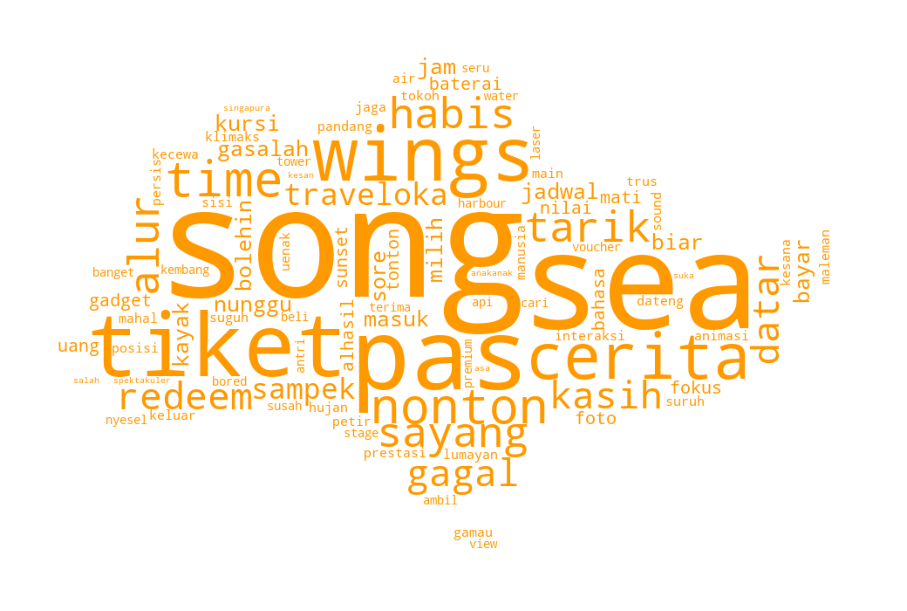 jam
seru
air
baterai
tokoh
water
jaga
habis
singapura
kursi
pandang
laser
klimaks
gasalah
wings
kecewa
tower
time
kesan
main
persis
traveloka
jadwal
mati
trus
sisi
harbour
nilai
sound
alur
bolehin
song
tarik
milih
voucher
biar
uenak
sunset
tonton
manusia
kesana
maleman
banget
kembang
sore
anakanak
sea
suka
bayar
gadget
nunggu
terima
api
cari
bahasa
dateng
datar
mahal
suguh
beli
masuk
tiket
kayak
alhasil
pas
interaksi
animasi
uang
posisi
antri
premium
cerita
salah
spektakuler
bored
asa
redeem
sampek
kasih
fokus
susah
hujan
nonton
suruh
nyesel
keluar
petir
foto
stage
sayang
prestasi
lumayan
gagal
ambil
gamau
view